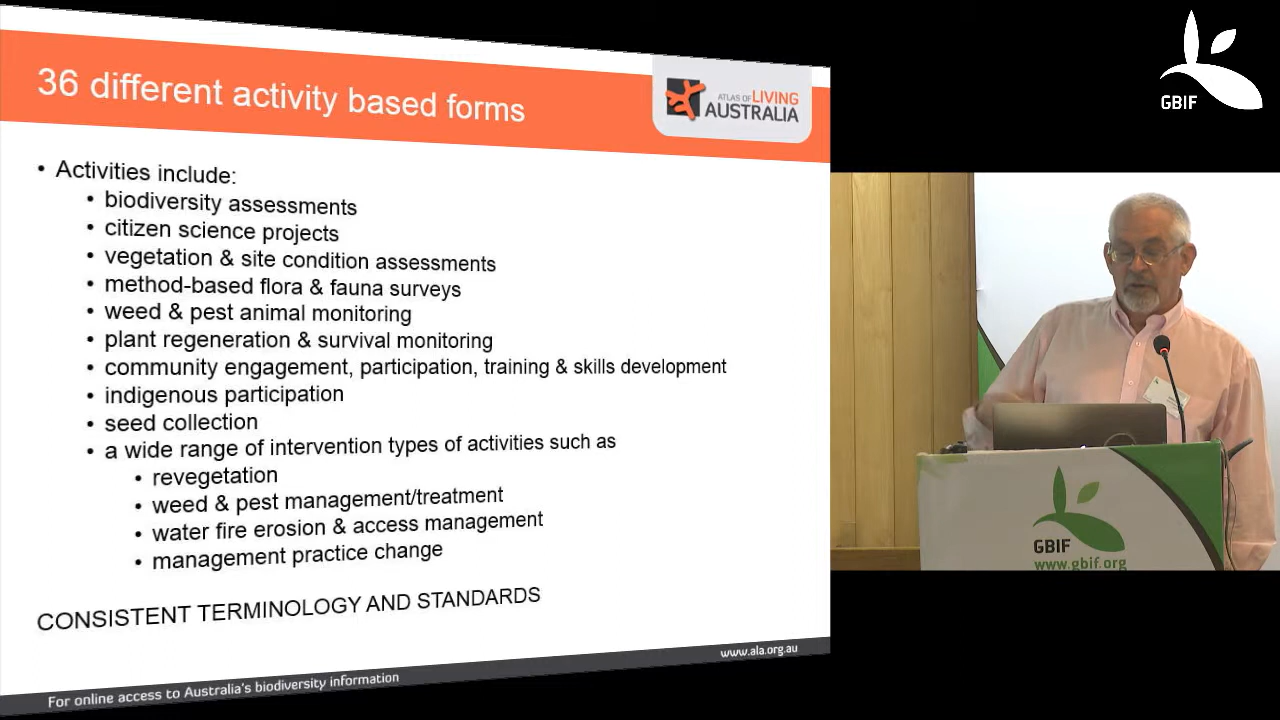 36 different activity based forms
ATLAS OF LIVING
AUSTRALIA
• Activities include:
• biodiversity assessments
• citizen science projects
• vegetation & site condition assessments
• method-based flora & fauna surveys
• weed & pest animal monitoring
• plant regeneration & survival monitoring
• community engagement, participation, training & skills development
• indigenous participation
• seed collection
• a wide range of intervention types of activities such as
• revegetation
• weed & pest management/treatment
• water fire erosion & access management
• management practice change
CONSISTENT TERMINOLOGY AND STANDARDS
www.ala.org.au
For online access to Australia's biodiversity information
GBIF
GBIF
www.gbif.org